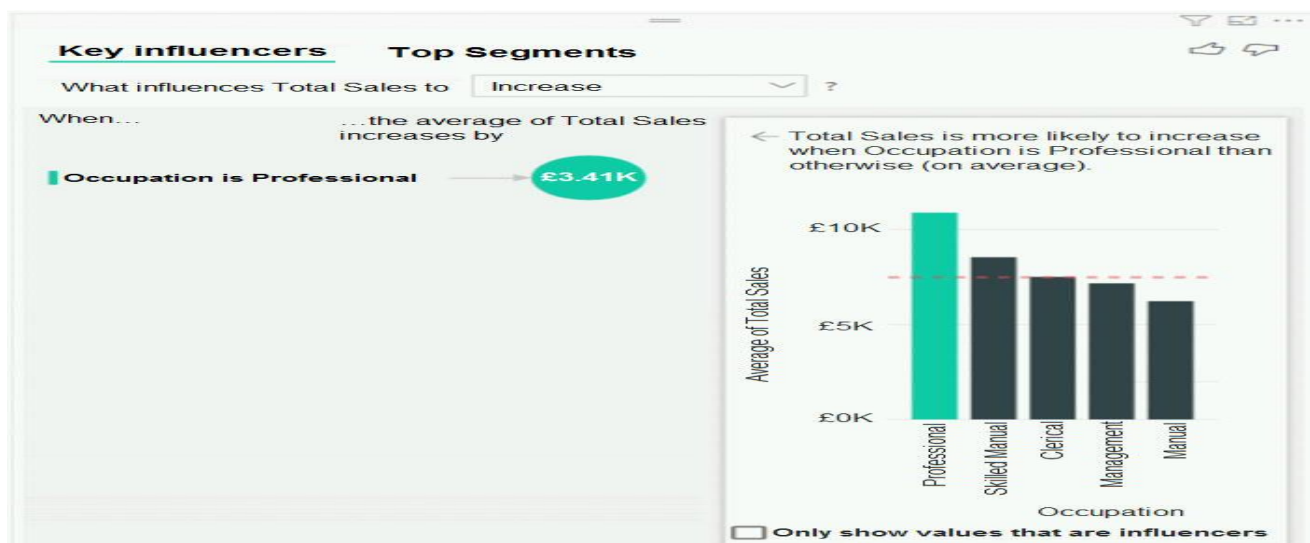 Key influencers Top Segments
What influences Total Sales to Increase ?
When...
...the average of Total Sales
increases by
Occupation is Professional £3.41K
← Total Sales is more likely to increase
when Occupation is Professional than
otherwise (on average).
Average of Total Sales
£10K
£5K
£0K
Professional
Skilled Manual
Clerical
Management
Manual
Occupation
Only show values that are influencers